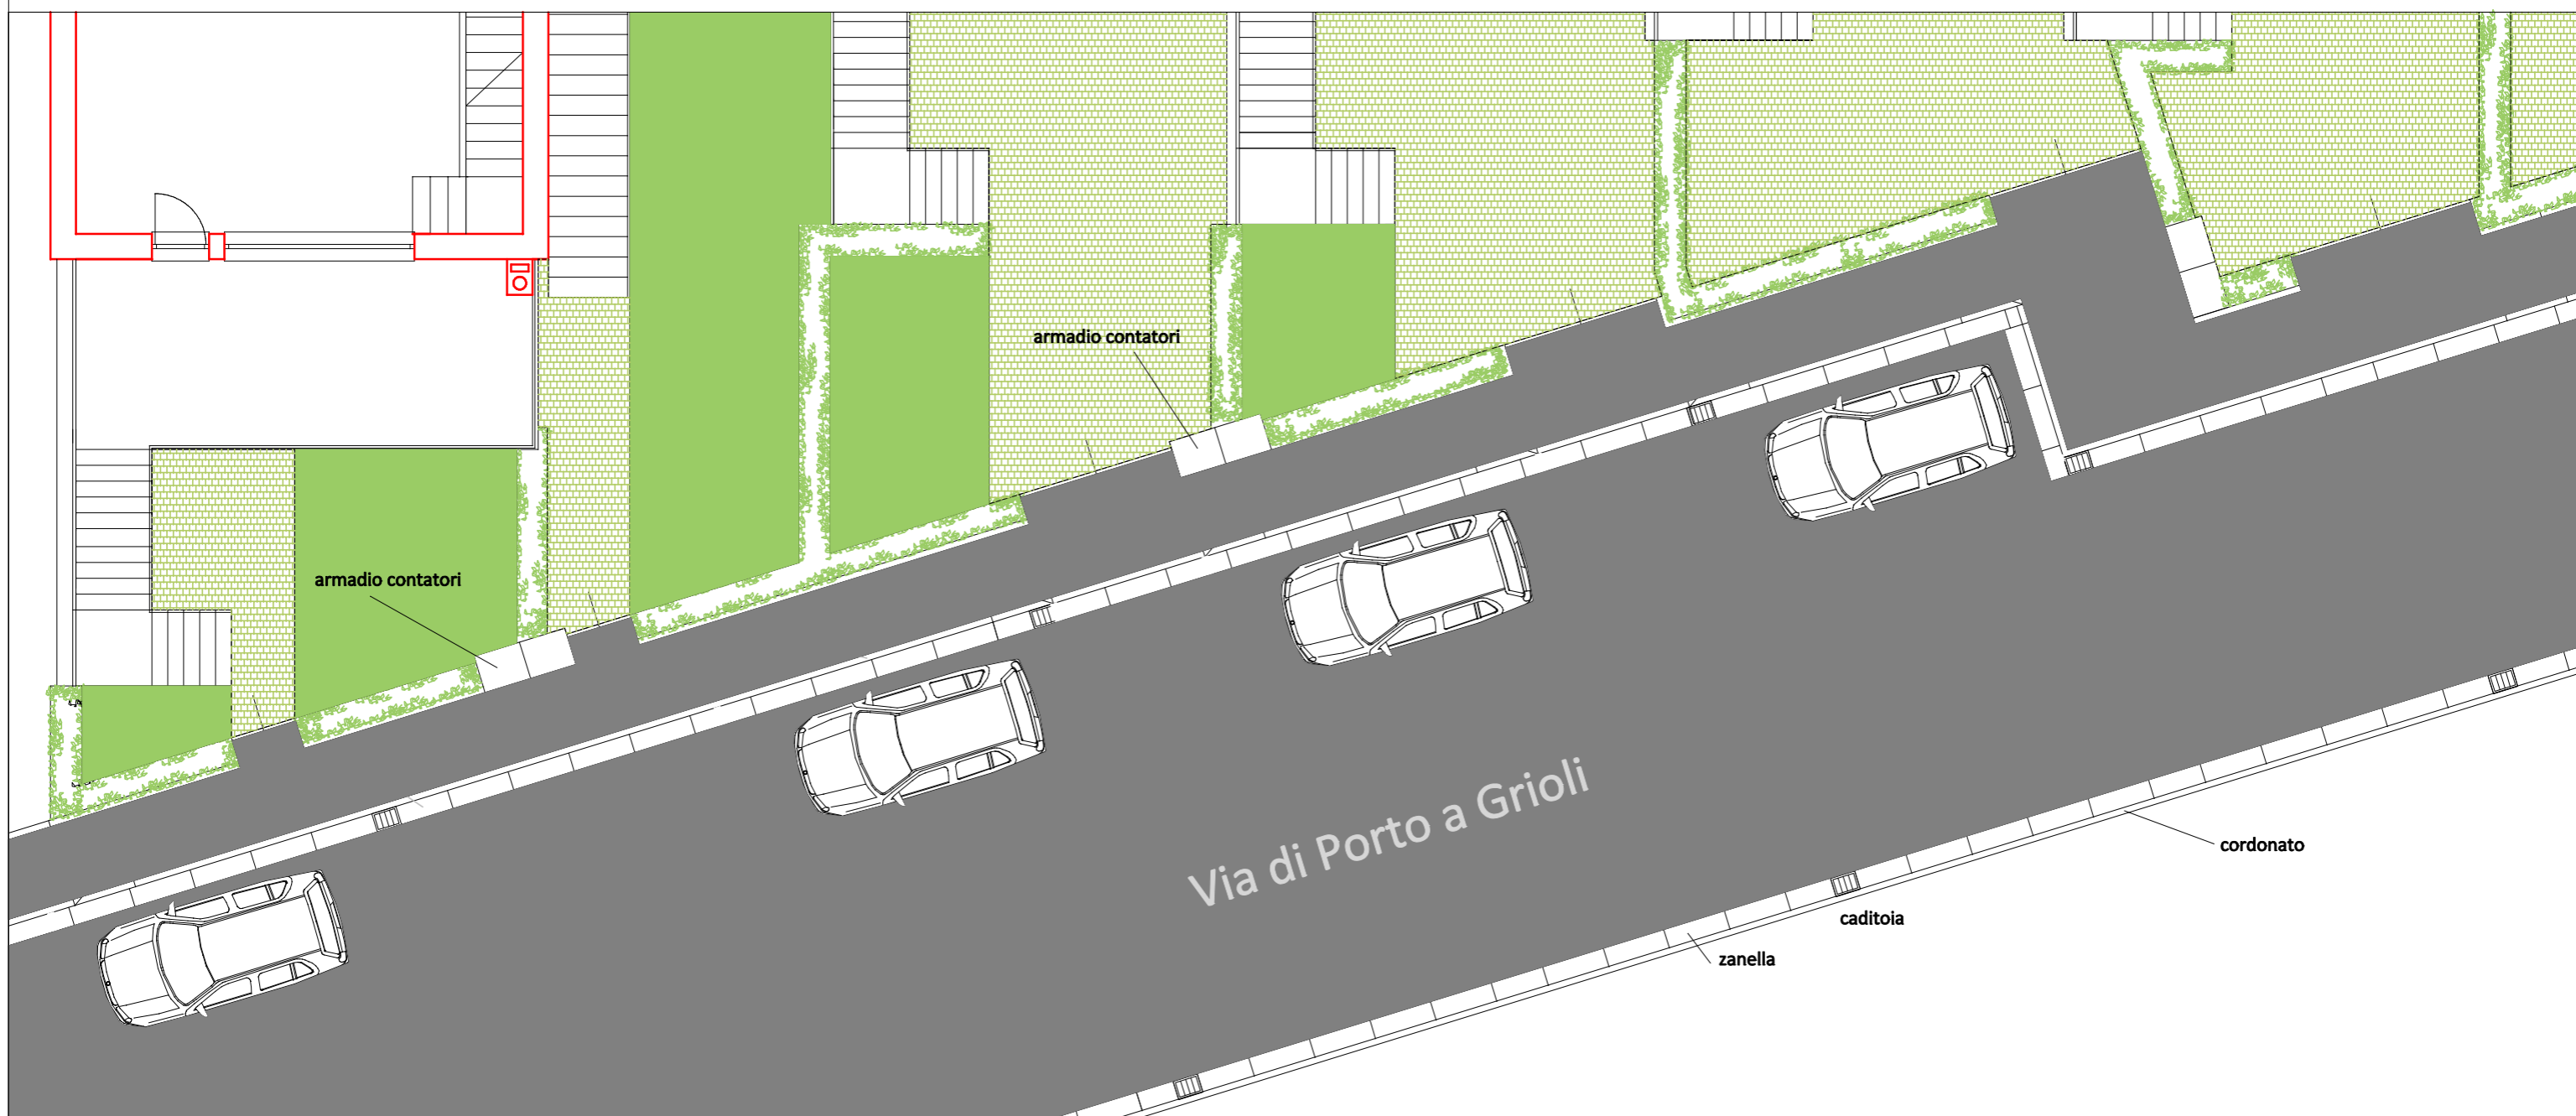 armadio contatori
armadio contatori
Via di Porto a Grioli
cordonato
caditoia
zanella